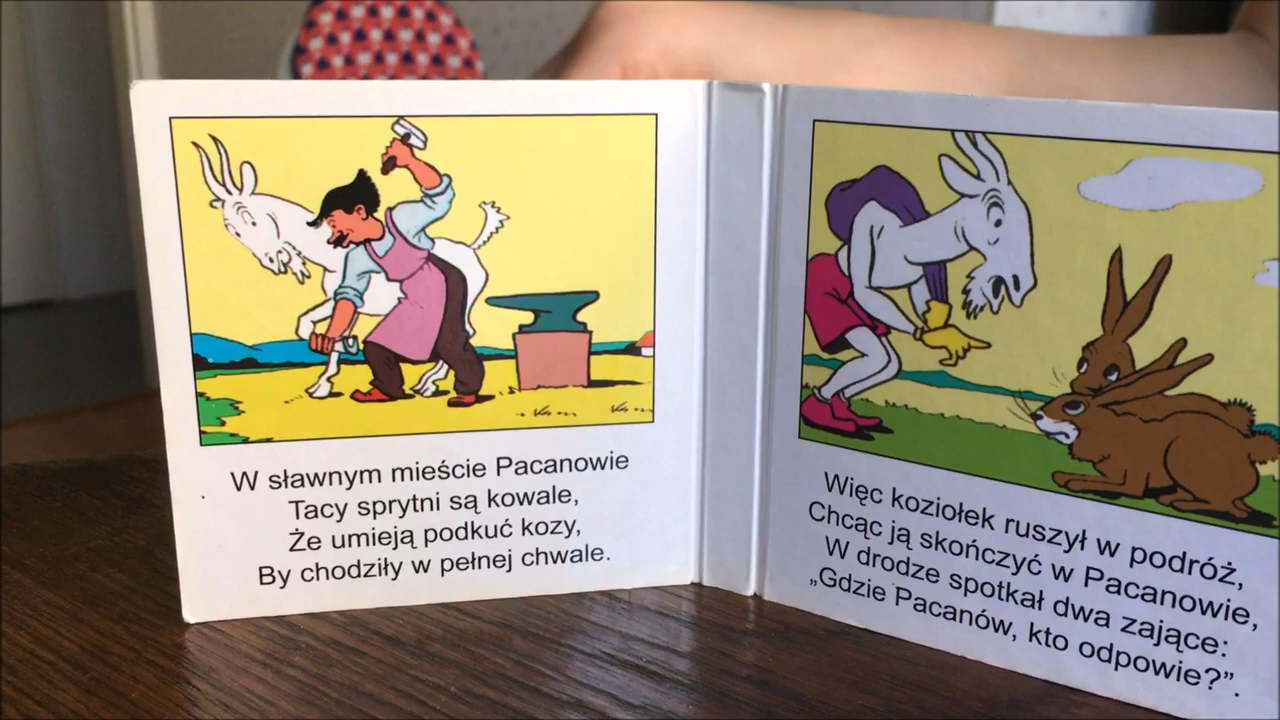 W sławnym mieście Pacanowie
Tacy sprytni są kowale,
Że umieją podkuć kozy,
By chodziły w pełnej chwale.
Więc koziołek ruszył w podróż,
Chcąc ją skończyć w Pacanowie,
W drodze spotkał dwa zające:
„Gdzie Pacanów, kto odpowie?”.